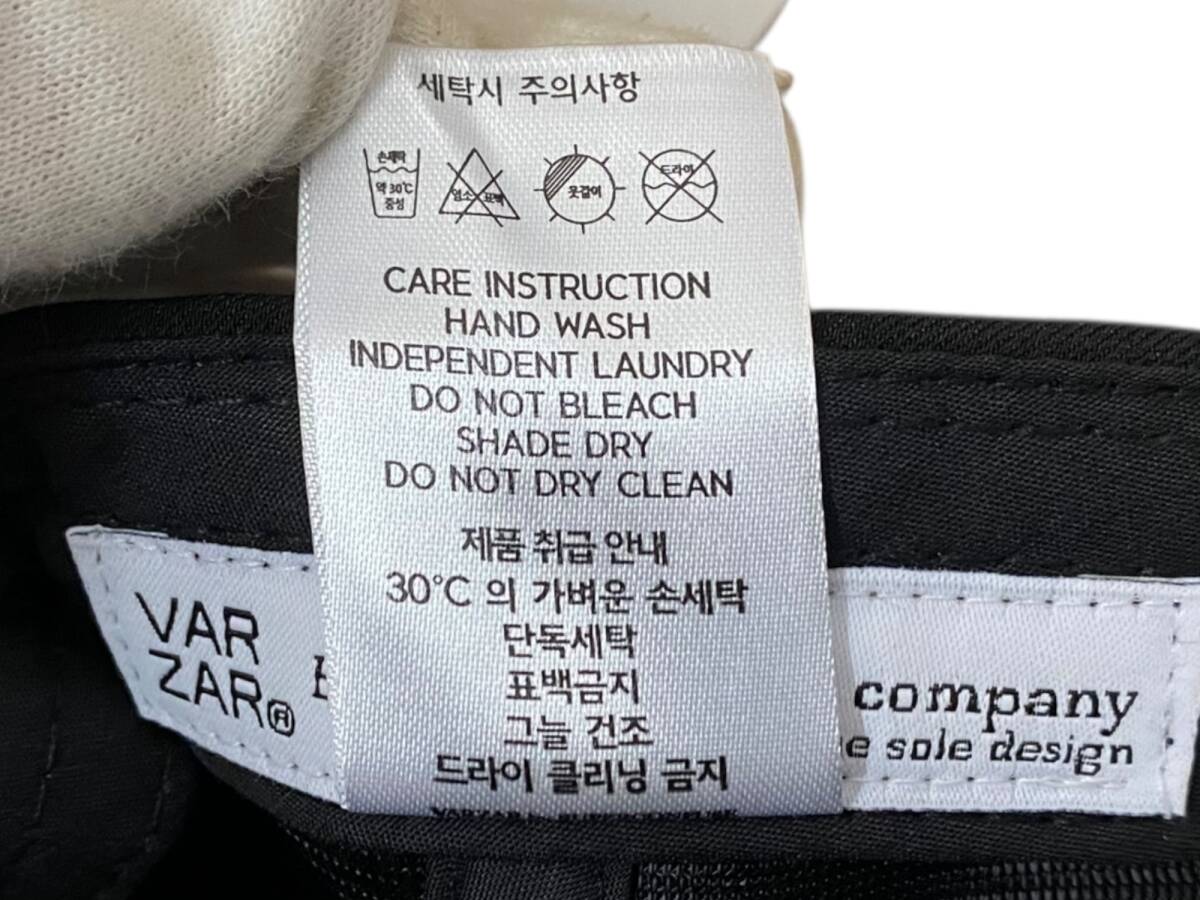 세탁시 주의사항
손세탁
약 30℃
중성
염소 표백
옷걸이
드라이
CARE INSTRUCTION
HAND WASH
INDEPENDENT LAUNDRY
DO NOT BLEACH
SHADE DRY
DO NOT DRY CLEAN
제품 취급 안내
30℃ 의 가벼운 손세탁
단독세탁
표백금지
그늘 건조
드라이 클리닝 금지
VAR
ZAR®
company
sole design